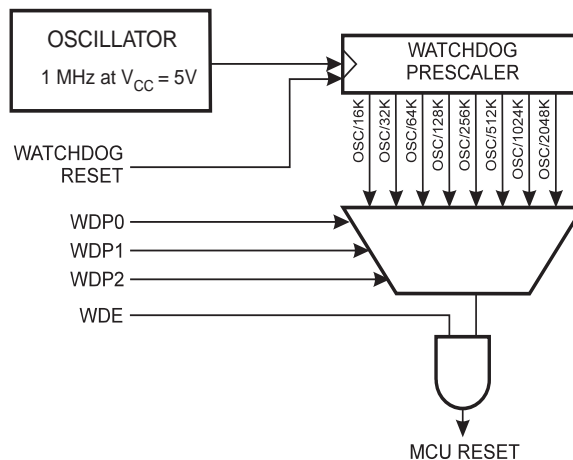 OSCILLATOR
1 MHz at VCC = 5V
WATCHDOG
PRESCALER
OSC/16K
OSC/32K
OSC/64K
OSC/128K
OSC/256K
OSC/512K
OSC/1024K
OSC/2048K
WATCHDOG
RESET
WDP0
WDP1
WDP2
WDE
MCU RESET